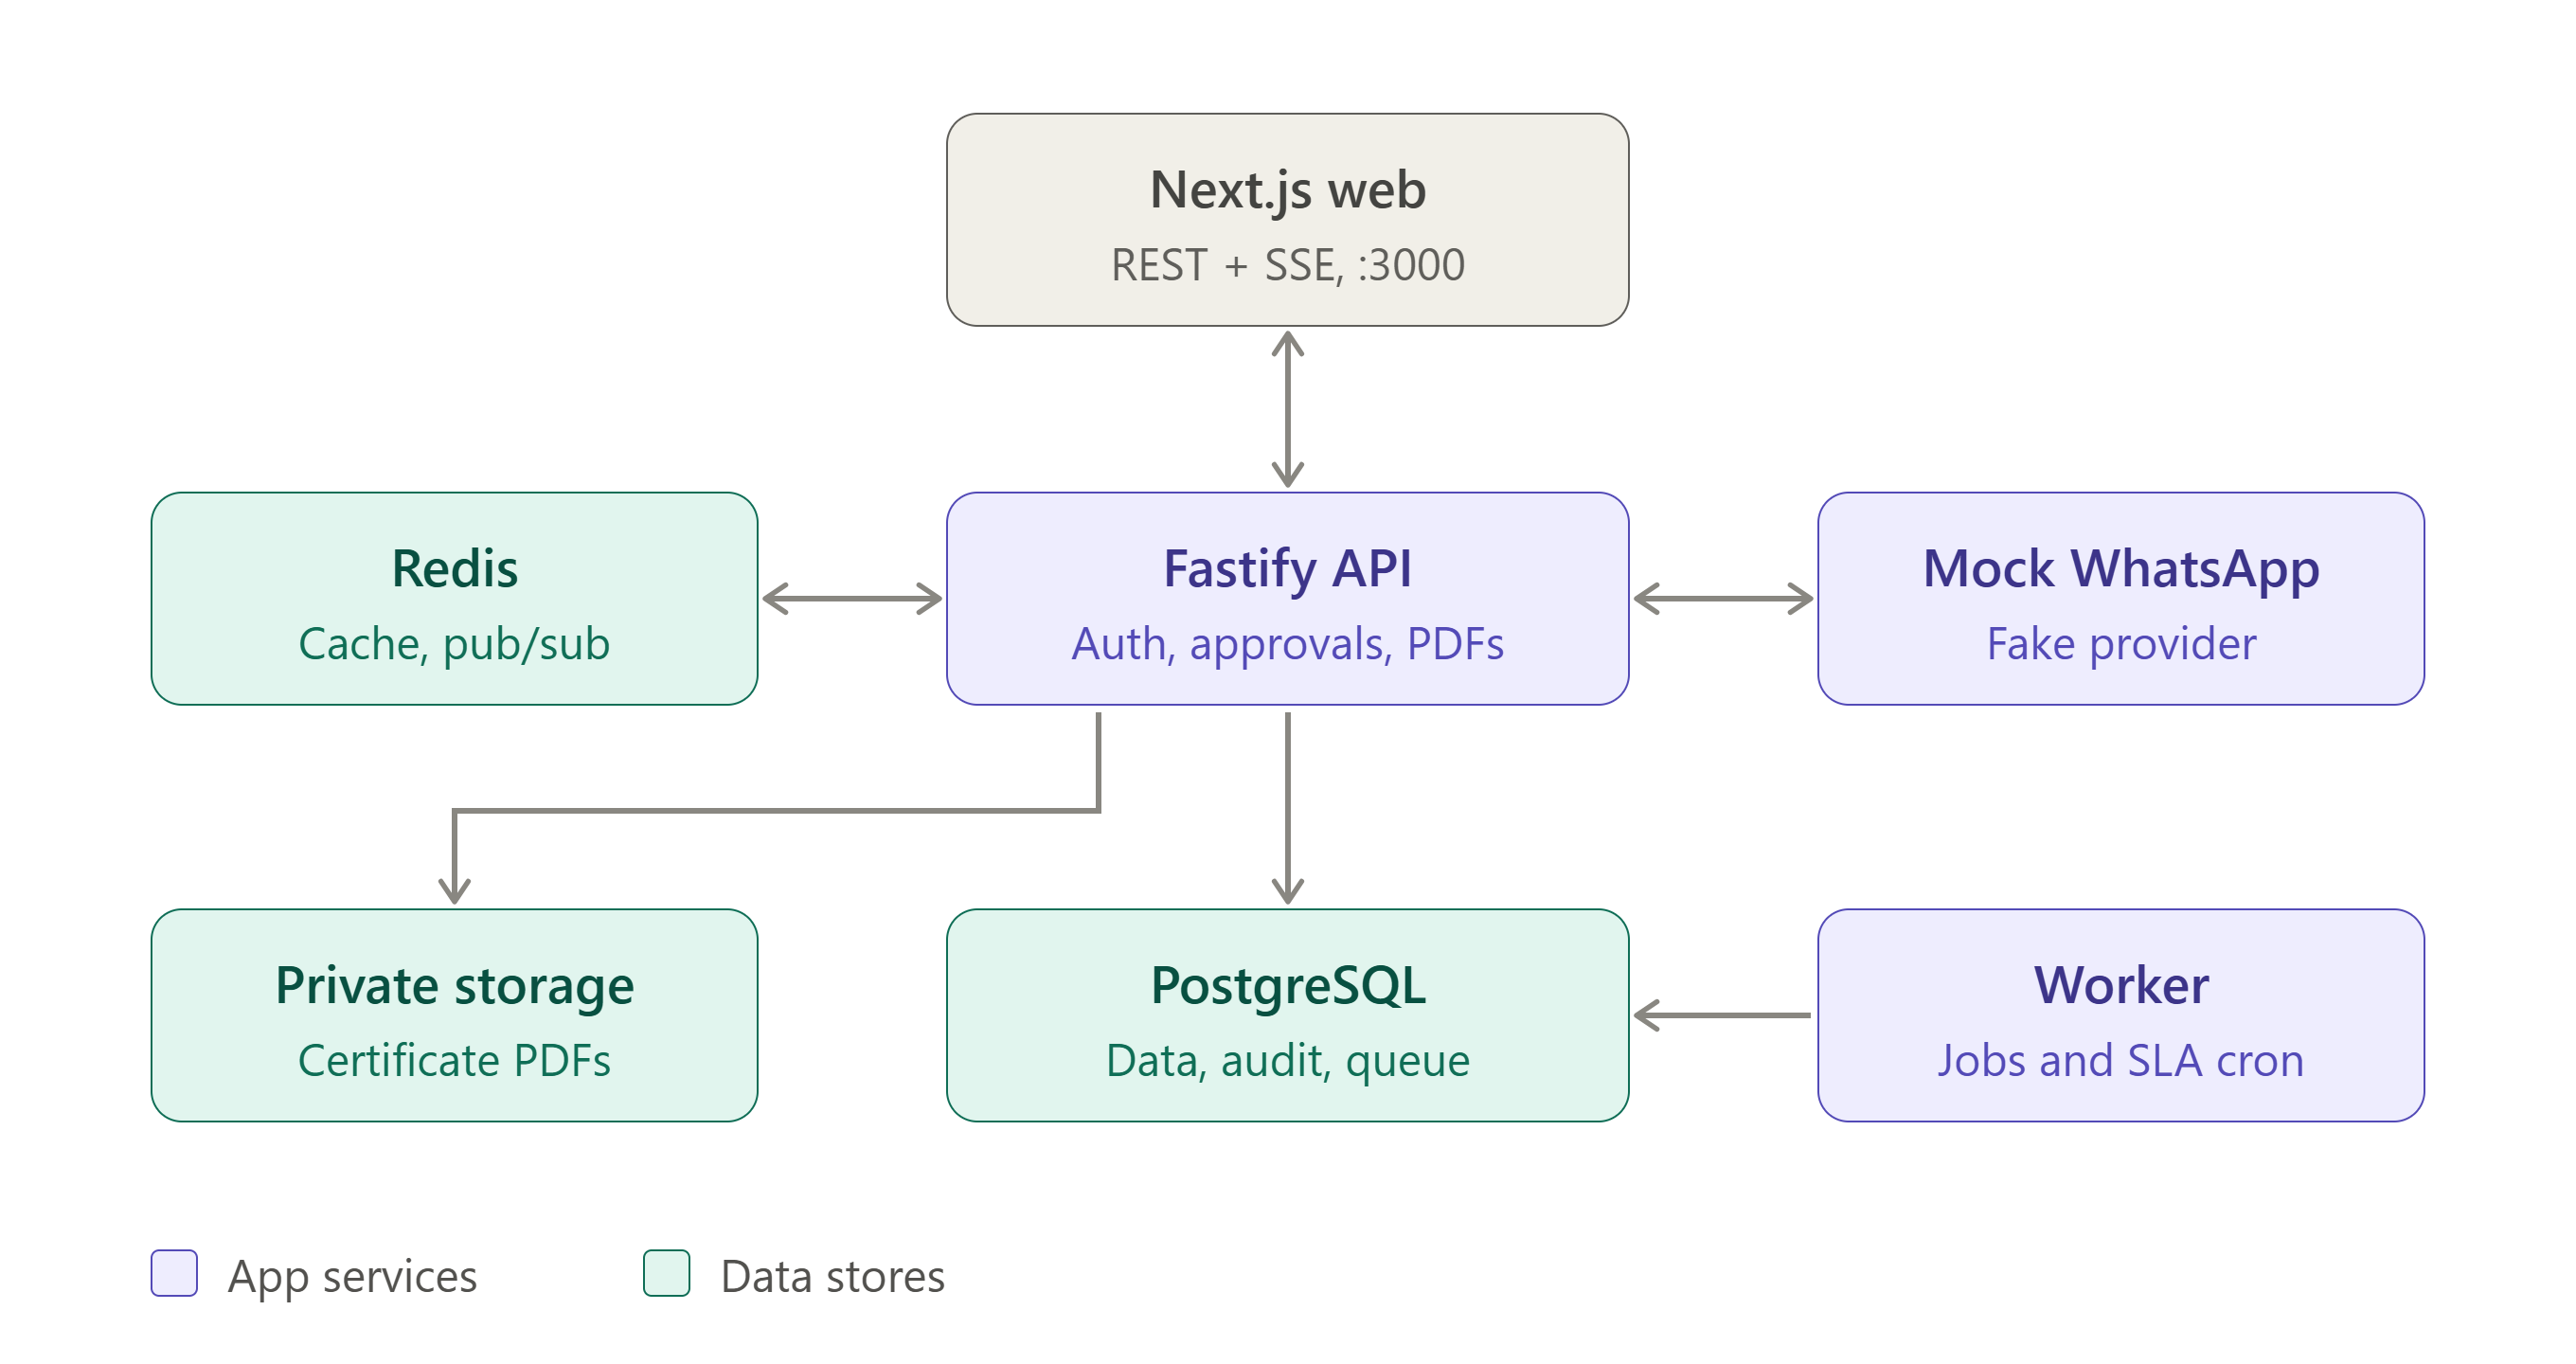 Next.js web
REST + SSE, :3000
Redis
Cache, pub/sub
Fastify API
Auth, approvals, PDFs
Mock WhatsApp
Fake provider
Private storage
Certificate PDFs
PostgreSQL
Data, audit, queue
Worker
Jobs and SLA cron
App services
Data stores